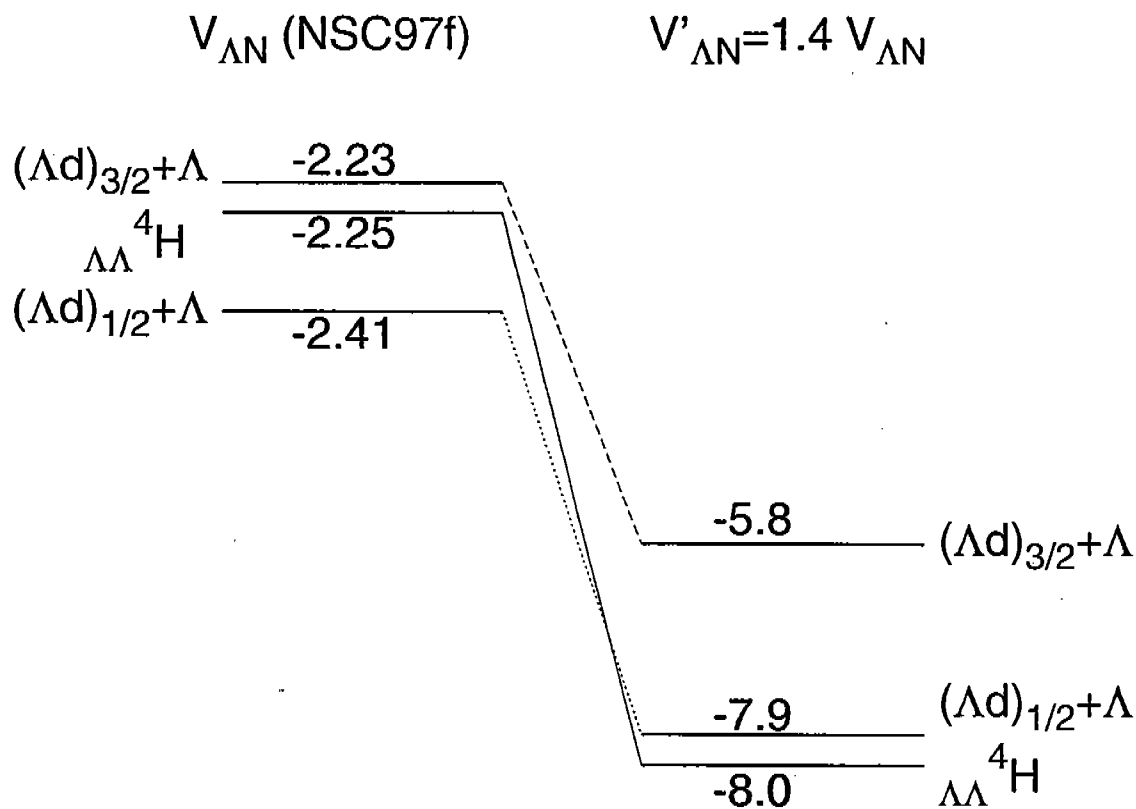 V_ΛN (NSC97f) V'_ΛN=1.4 V_ΛN
(Λd)_3/2+Λ -2.23
_ΛΛ^4H -2.25
(Λd)_1/2+Λ -2.41
-5.8 (Λd)_3/2+Λ
-7.9 (Λd)_1/2+Λ
-8.0 _ΛΛ^4H